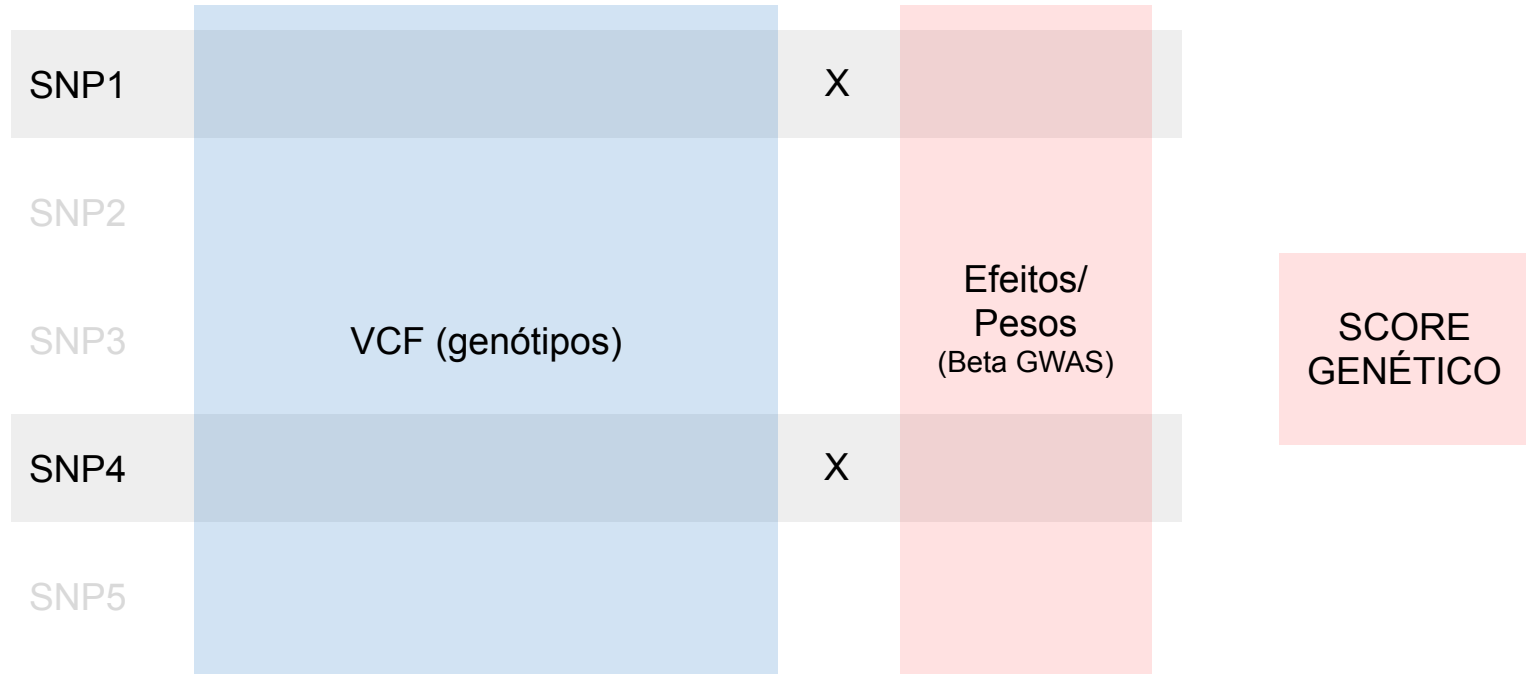 SNP1
X
SNP2
SNP3
VCF (genótipos)
Efeitos/
Pesos
(Beta GWAS)
SCORE
GENÉTICO
SNP4
X
SNP5